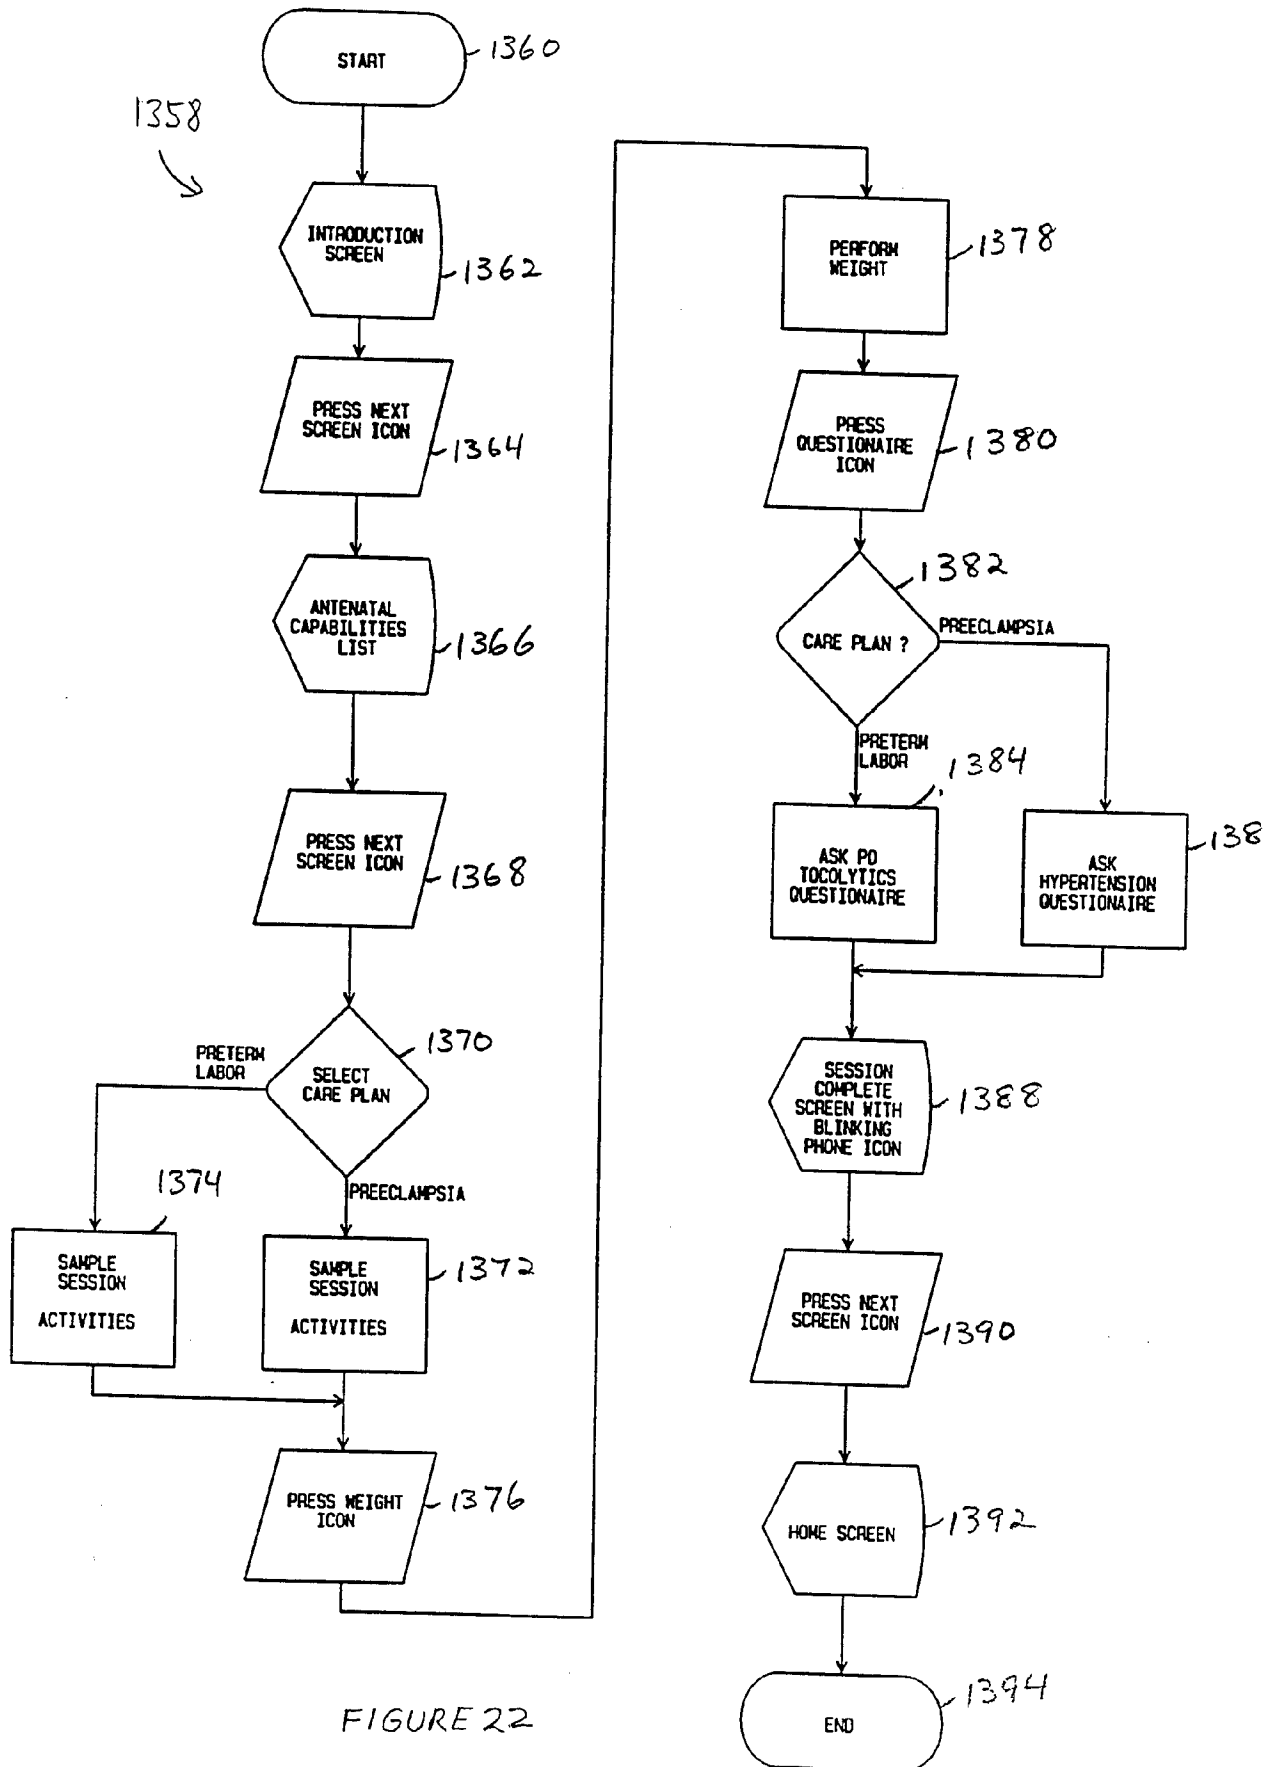 START
1360
1358
INTRODUCTION
SCREEN
1362
PRESS NEXT
SCREEN ICON
1364
ANTENATAL
CAPABILITIES
LIST
1366
PRESS NEXT
SCREEN ICON
1368
SELECT
CARE PLAN
1370
PRETERM
LABOR
PREECLAMPSIA
1374
SAMPLE
SESSION
ACTIVITIES
SAMPLE
SESSION
ACTIVITIES
1372
PRESS WEIGHT
ICON
1376
PERFORM
WEIGHT
1378
PRESS
QUESTIONAIRE
ICON
1380
1382
CARE PLAN ?
PREECLAMPSIA
PRETERM
LABOR
1384
ASK PO
TOCOLYTICS
QUESTIONAIRE
138
ASK
HYPERTENSION
QUESTIONAIRE
SESSION
COMPLETE
SCREEN WITH
BLINKING
PHONE ICON
1388
PRESS NEXT
SCREEN ICON
1390
HOME SCREEN
1392
END
1394
FIGURE 22